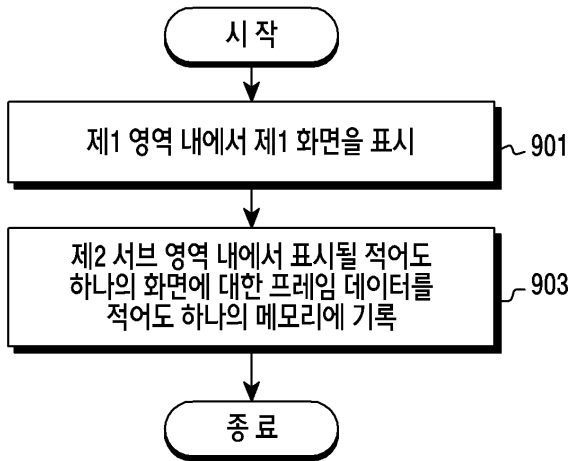 시 작
제1 영역 내에서 제1 화면을 표시
901
제2 서브 영역 내에서 표시될 적어도
하나의 화면에 대한 프레임 데이터를
적어도 하나의 메모리에 기록
903
종 료